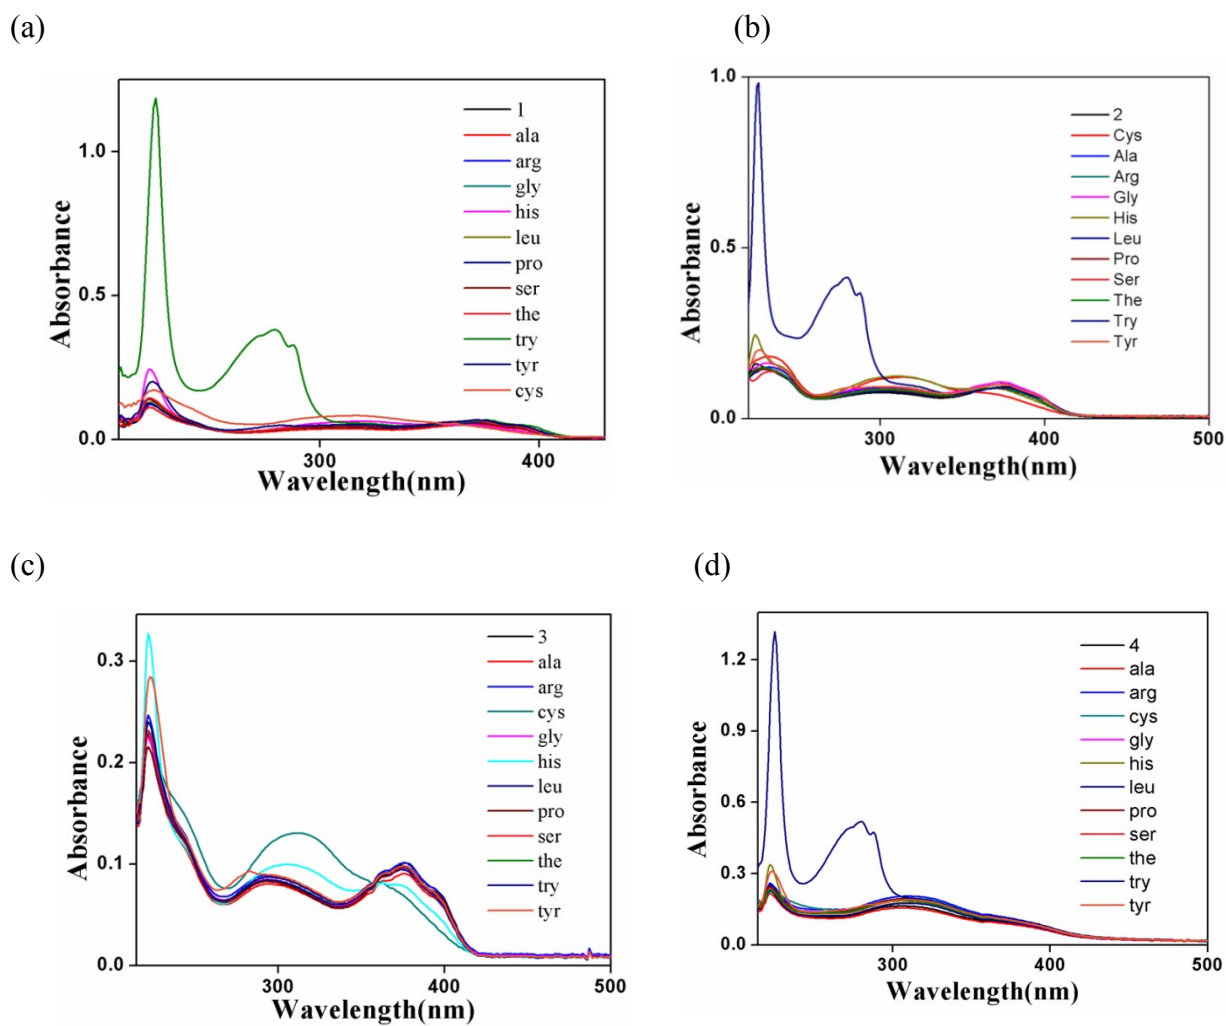 (a)
1.0
0.5
0.0
Absorbance
300
400
Wavelength(nm)
1
ala
arg
gly
his
leu
pro
ser
the
try
tyr
cys
(b)
1.0
0.5
0.0
Absorbance
300
400
500
Wavelength(nm)
2
Cys
Ala
Arg
Gly
His
Leu
Pro
Ser
The
Try
Tyr
(c)
0.3
0.2
0.1
0.0
Absorbance
300
400
500
Wavelength(nm)
3
ala
arg
cys
gly
his
leu
pro
ser
the
try
tyr
(d)
1.2
0.9
0.6
0.3
0.0
Absorbance
300
400
500
Wavelength(nm)
4
ala
arg
cys
gly
his
leu
pro
ser
the
try
tyr